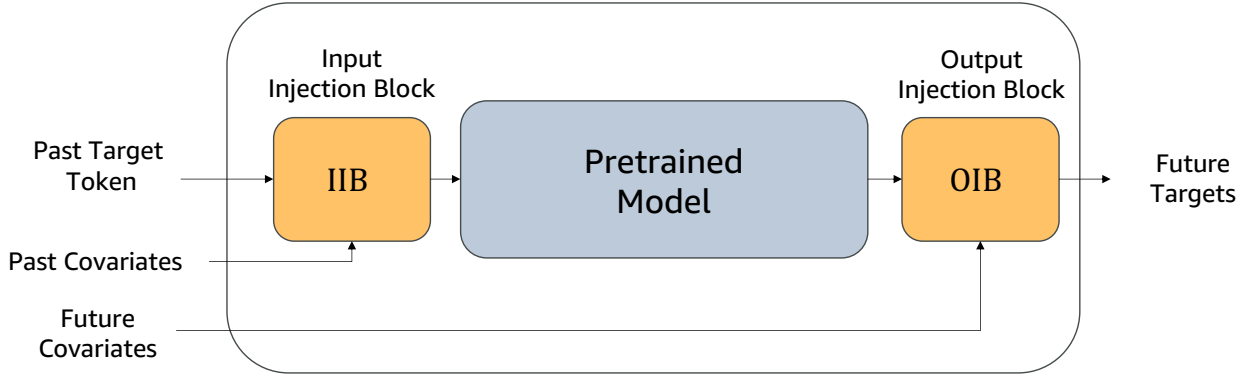 Input
Injection Block
Output
Injection Block
Past Target
Token
IIB
Pretrained
Model
OIB
Future
Targets
Past Covariates
Future
Covariates